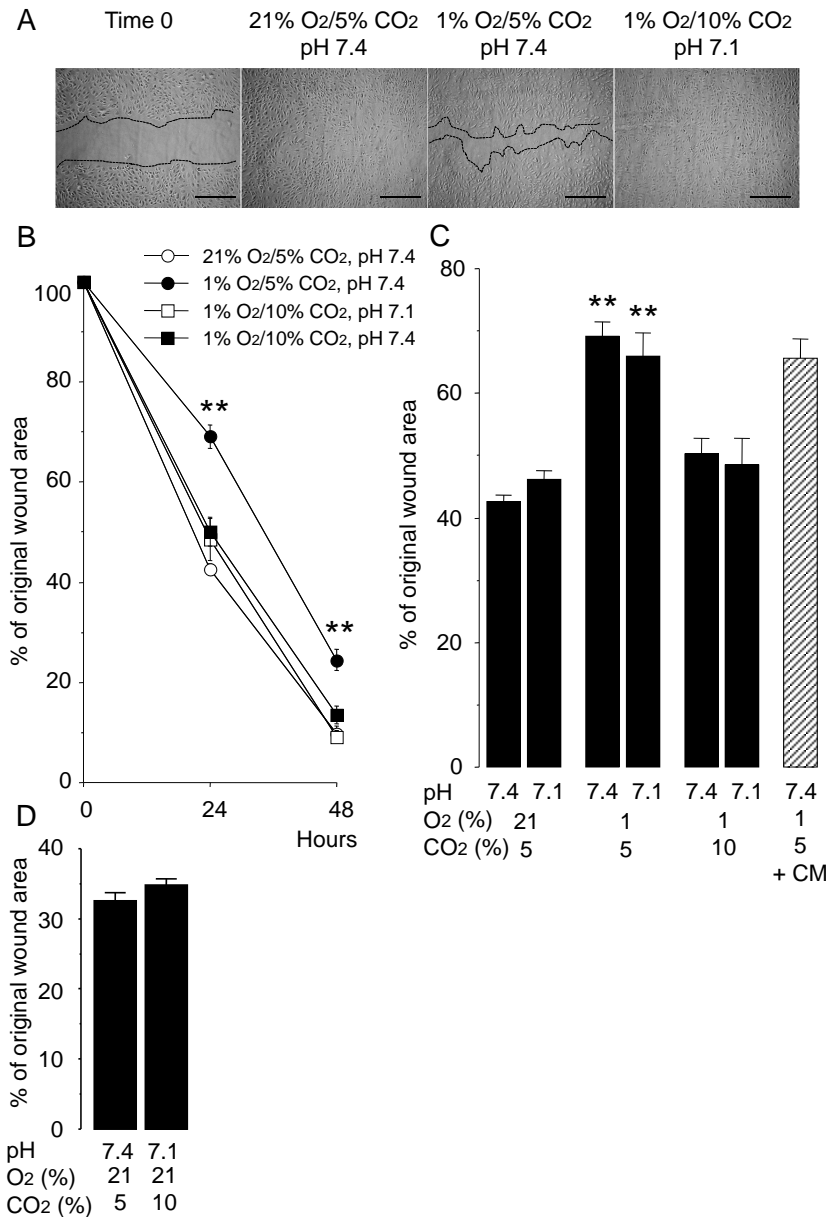 A
Time 0 21% O2/5% CO2 1% O2/5% CO2 1% O2/10% CO2
pH 7.4 pH 7.4 pH 7.1
B
21% O2/5% CO2, pH 7.4
1% O2/5% CO2, pH 7.4
1% O2/10% CO2, pH 7.1
1% O2/10% CO2, pH 7.4
% of original wound area
100
80
60
40
20
0
**
**
0 24 48
Hours
C
% of original wound area
80
60
40
20
0
** **
pH 7.4 7.1 7.4 7.1 7.4 7.1 7.4
O2 (%) 21 1 1 1
CO2 (%) 5 5 10 5
+ CM
D
% of original wound area
40
30
20
10
0
pH 7.4 7.1
O2 (%) 21 21
CO2 (%) 5 10